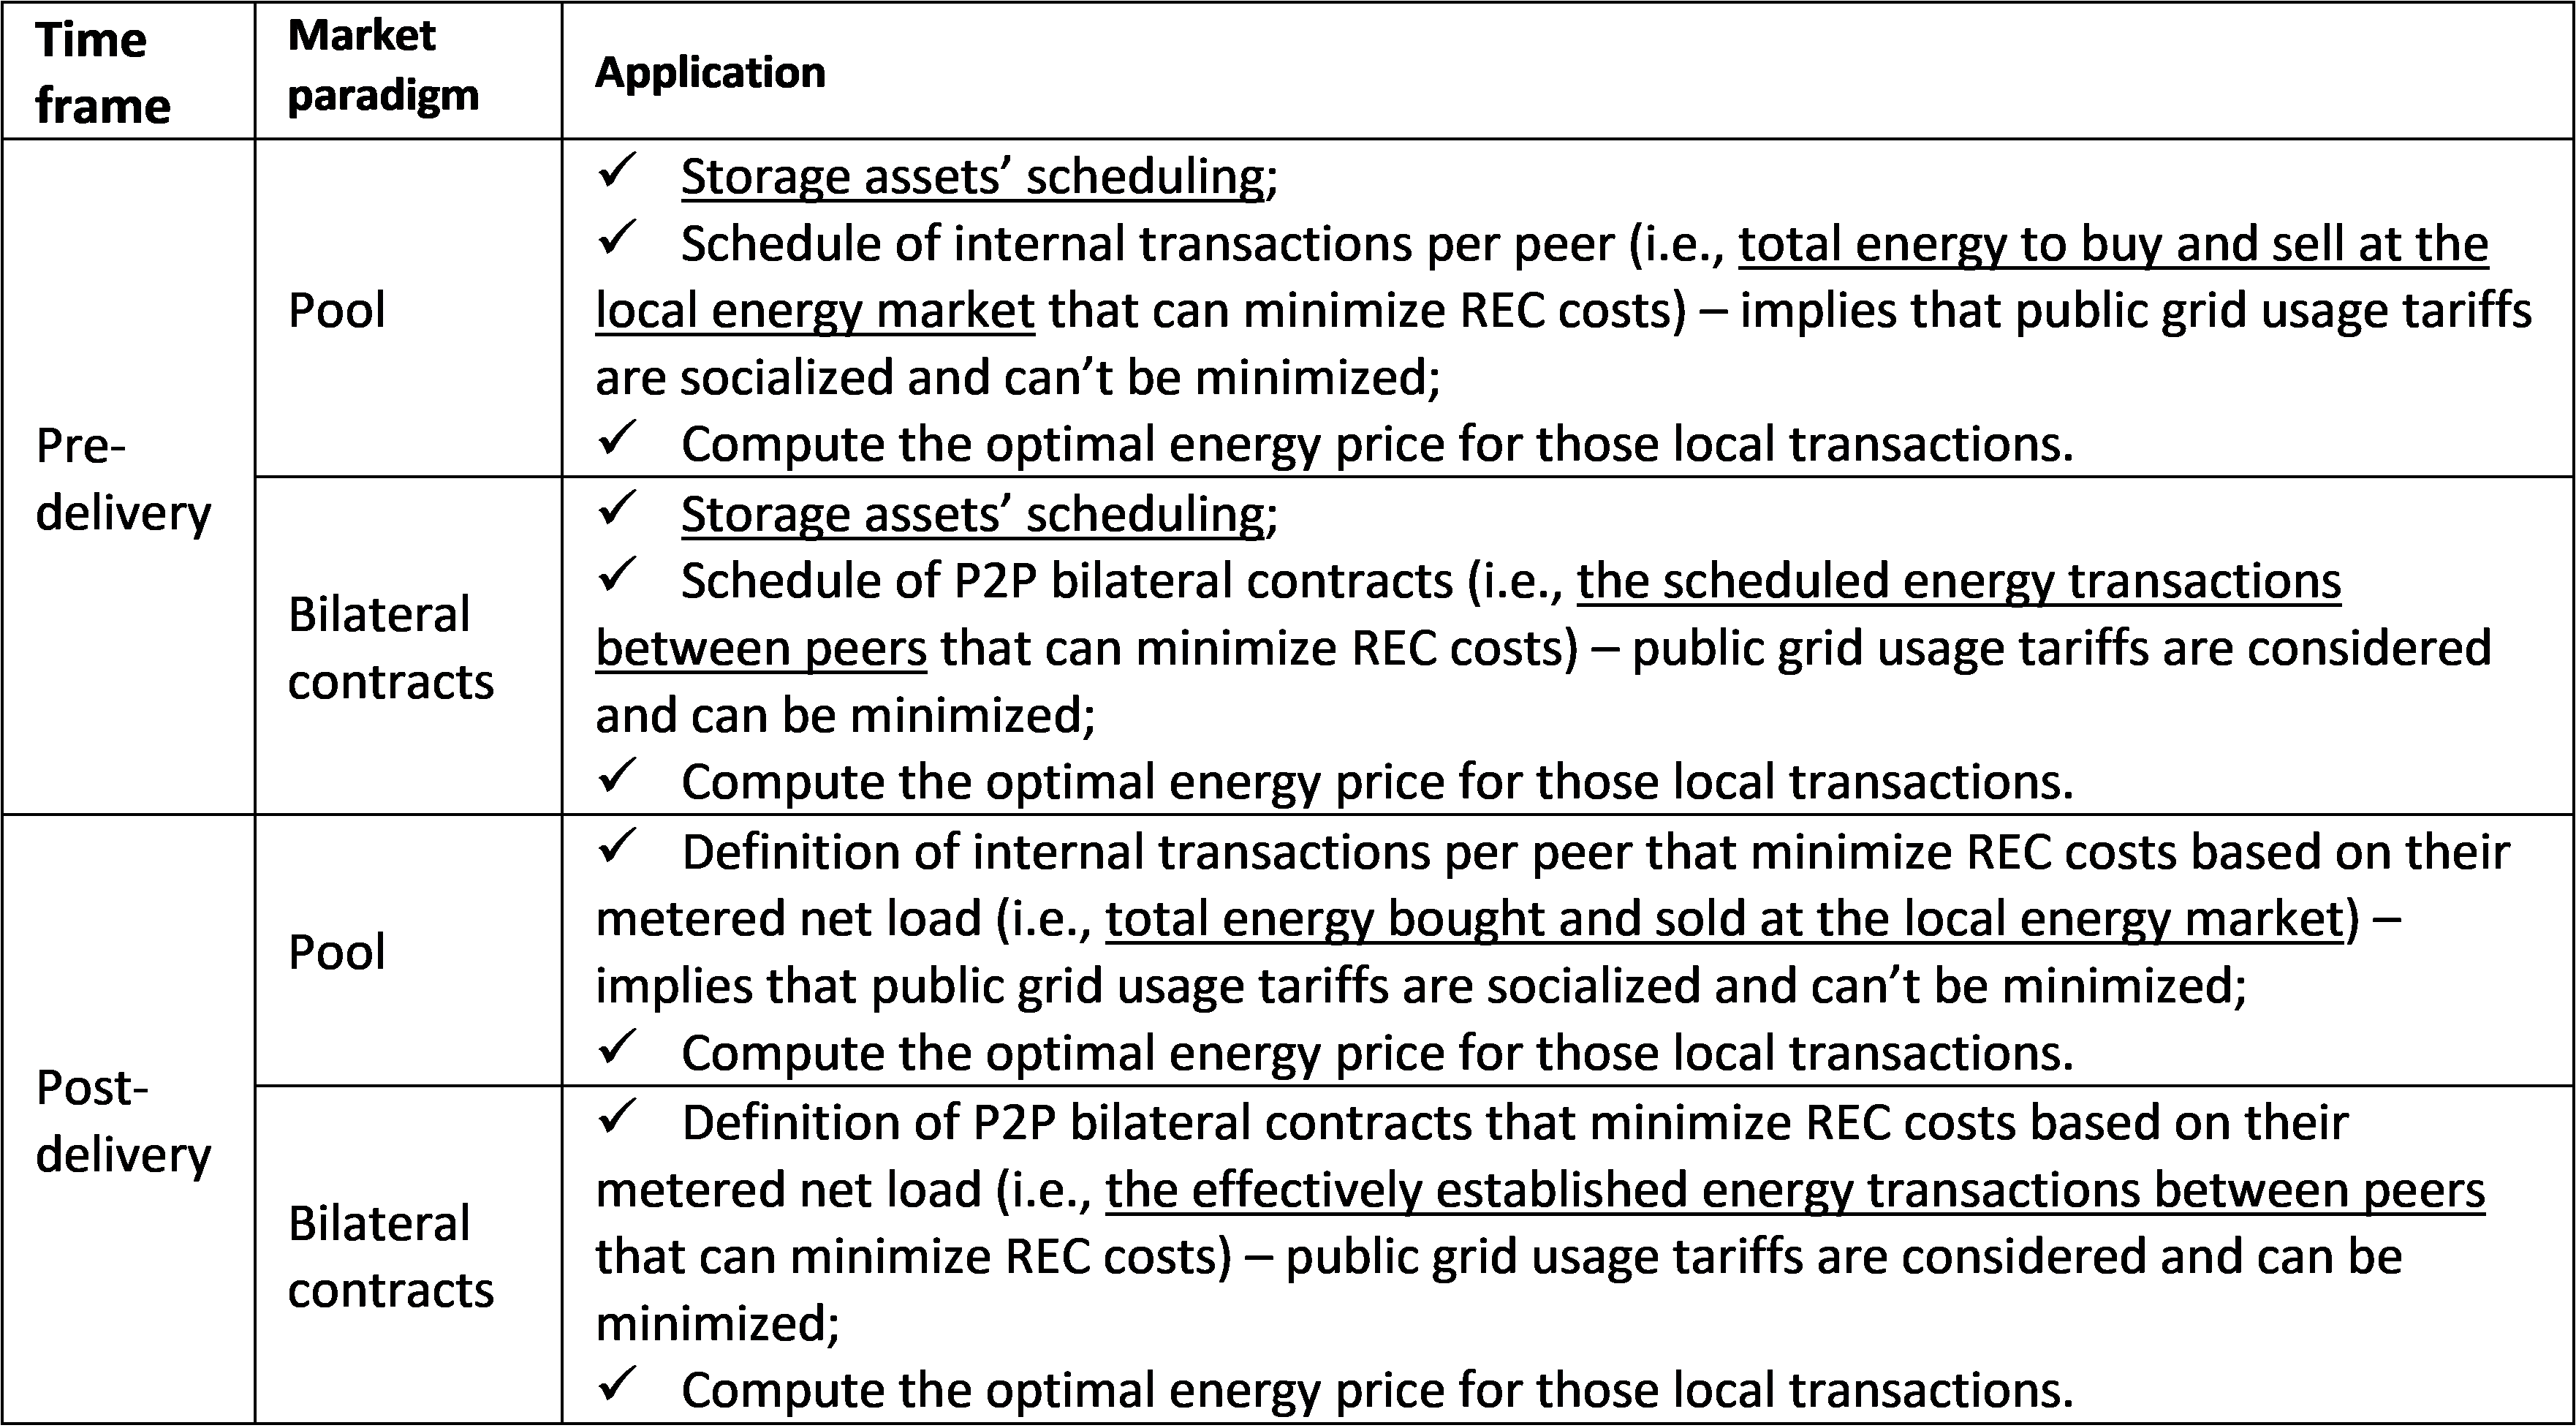 Time
frame
Market
paradigm
Application
Pre-
delivery
Pool
✓ Storage assets’ scheduling;
✓ Schedule of internal transactions per peer (i.e., total energy to buy and sell at the
local energy market that can minimize REC costs) – implies that public grid usage tariffs
are socialized and can’t be minimized;
✓ Compute the optimal energy price for those local transactions.
Bilateral
contracts
✓ Storage assets’ scheduling;
✓ Schedule of P2P bilateral contracts (i.e., the scheduled energy transactions
between peers that can minimize REC costs) – public grid usage tariffs are considered
and can be minimized;
✓ Compute the optimal energy price for those local transactions.
Post-
delivery
Pool
✓ Definition of internal transactions per peer that minimize REC costs based on their
metered net load (i.e., total energy bought and sold at the local energy market) –
implies that public grid usage tariffs are socialized and can’t be minimized;
✓ Compute the optimal energy price for those local transactions.
Bilateral
contracts
✓ Definition of P2P bilateral contracts that minimize REC costs based on their
metered net load (i.e., the effectively established energy transactions between peers
that can minimize REC costs) – public grid usage tariffs are considered and can be
minimized;
✓ Compute the optimal energy price for those local transactions.